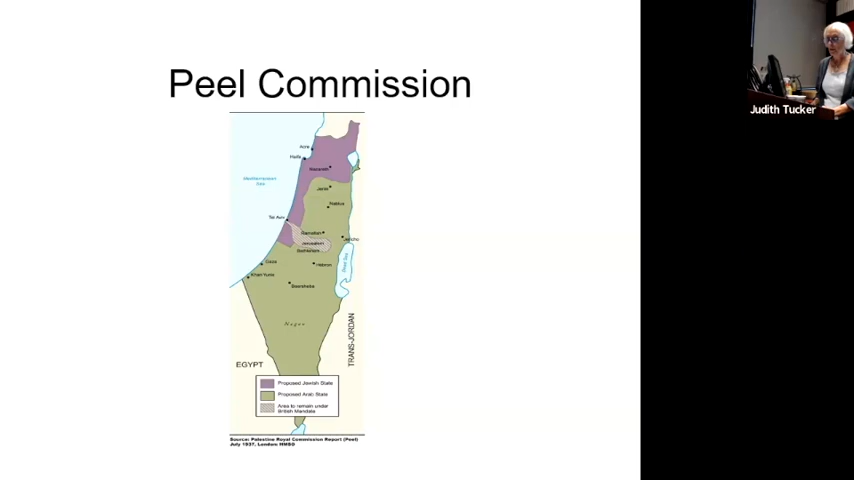 Peel Commission
Judith Tucker
Acre
Haifa
Mediterranean
Sea
Nazareth
Jenin
Nablus
Tel Aviv
Ramallah
Jerusalem
Jericho
Bethlehem
Gaza
Hebron
Dead Sea
Khan Yunis
Beersheba
Negev
TRANS-JORDAN
EGYPT
Proposed Jewish State
Proposed Arab State
Area to remain under
British Mandate
Source: Palestine Royal Commission Report (Peel)
July 1937, London: HMSO